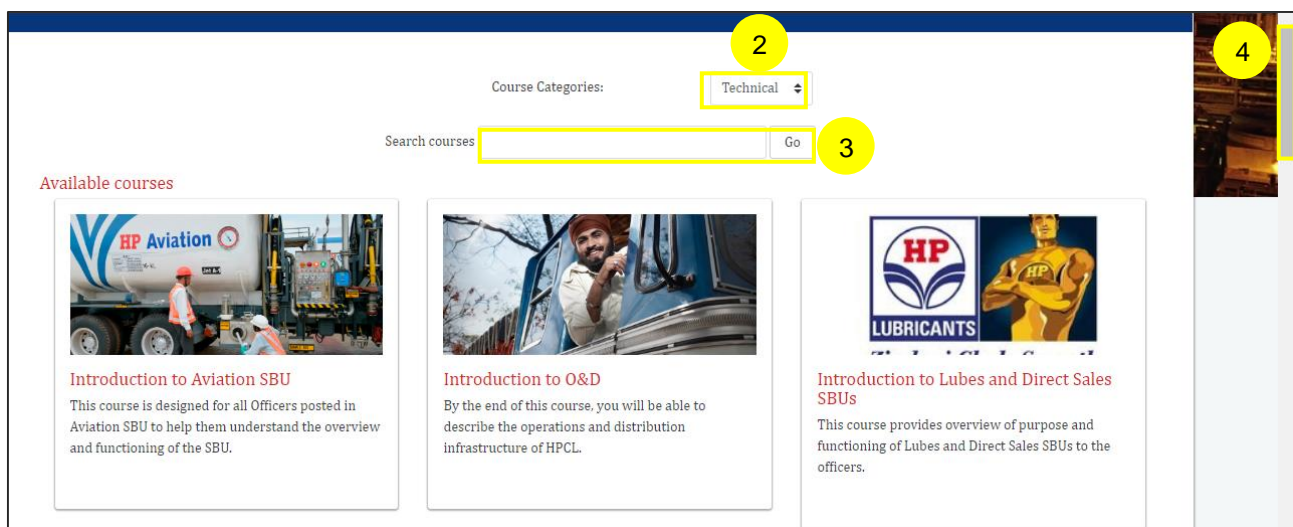 2
4
Course Categories:
Technical
Search courses
Go
3
Available courses
HP Aviation
Jet A-1
HP
HP
LUBRICANTS
Introduction to Aviation SBU
This course is designed for all Officers posted in
Aviation SBU to help them understand the overview
and functioning of the SBU.
Introduction to O&D
By the end of this course, you will be able to
describe the operations and distribution
infrastructure of HPCL.
Introduction to Lubes and Direct Sales
SBUs
This course provides overview of purpose and
functioning of Lubes and Direct Sales SBUs to the
officers.